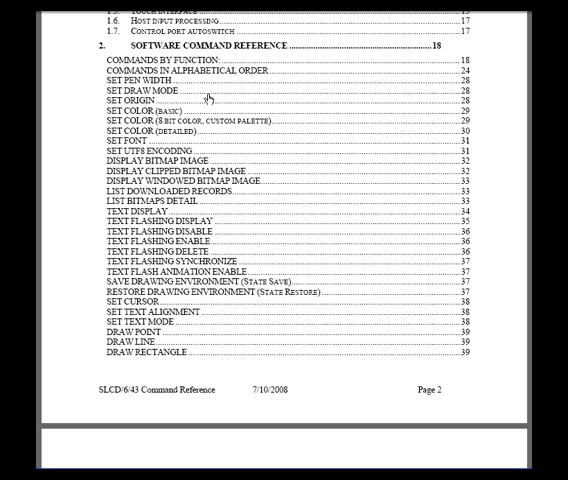 1.5. TOUCH INTERFACE 15
1.6. HOST INPUT PROCESSING 17
1.7. CONTROL PORT AUTOSWITCH 17
2. SOFTWARE COMMAND REFERENCE 18
COMMANDS BY FUNCTION: 18
COMMANDS IN ALPHABETICAL ORDER 24
SET PEN WIDTH 28
SET DRAW MODE 28
SET ORIGIN 28
SET COLOR (BASIC) 29
SET COLOR (8 BIT COLOR, CUSTOM PALETTE) 29
SET COLOR (DETAILED) 30
SET FONT 31
SET UTF8 ENCODING 31
DISPLAY BITMAP IMAGE 32
DISPLAY CLIPPED BITMAP IMAGE 32
DISPLAY WINDOWED BITMAP IMAGE 33
LIST DOWNLOADED RECORDS 33
LIST BITMAPS DETAIL 33
TEXT DISPLAY 34
TEXT FLASHING DISPLAY 35
TEXT FLASHING DISABLE 36
TEXT FLASHING ENABLE 36
TEXT FLASHING DELETE 36
TEXT FLASHING SYNCHRONIZE 37
TEXT FLASH ANIMATION ENABLE 37
SAVE DRAWING ENVIRONMENT (STATE SAVE) 37
RESTORE DRAWING ENVIRONMENT (STATE RESTORE) 37
SET CURSOR 38
SET TEXT ALIGNMENT 38
SET TEXT MODE 38
DRAW POINT 39
DRAW LINE 39
DRAW RECTANGLE 39
SLCD/6/43 Command Reference 7/10/2008 Page 2